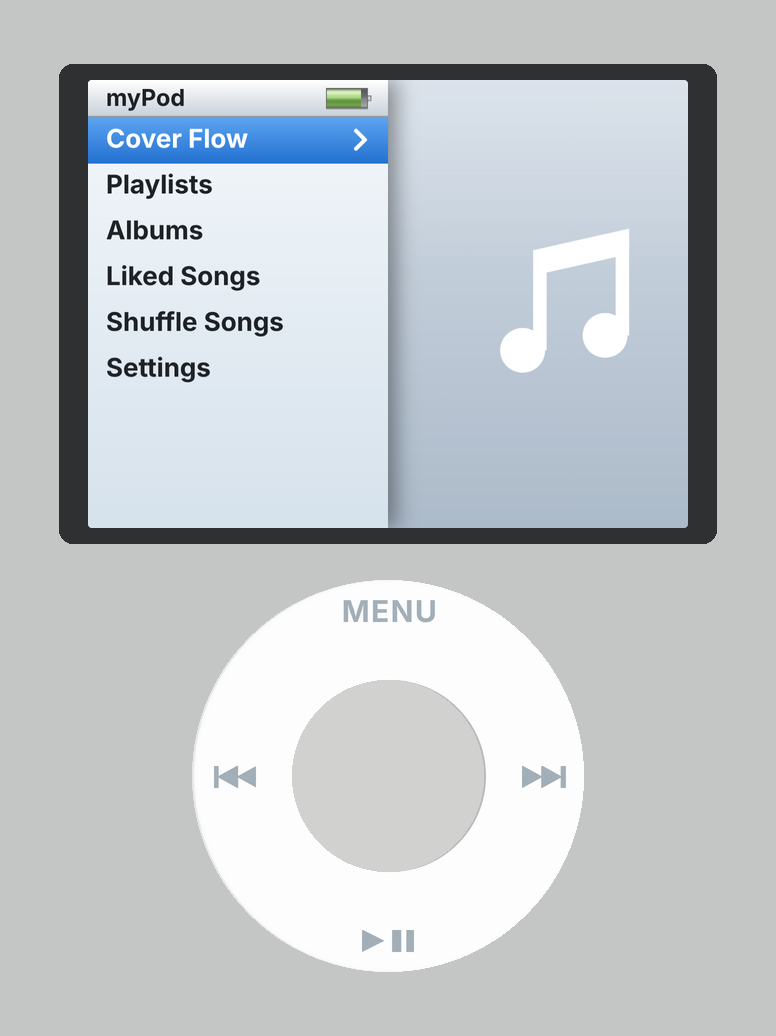 myPod
Cover Flow
Playlists
Albums
Liked Songs
Shuffle Songs
Settings
MENU